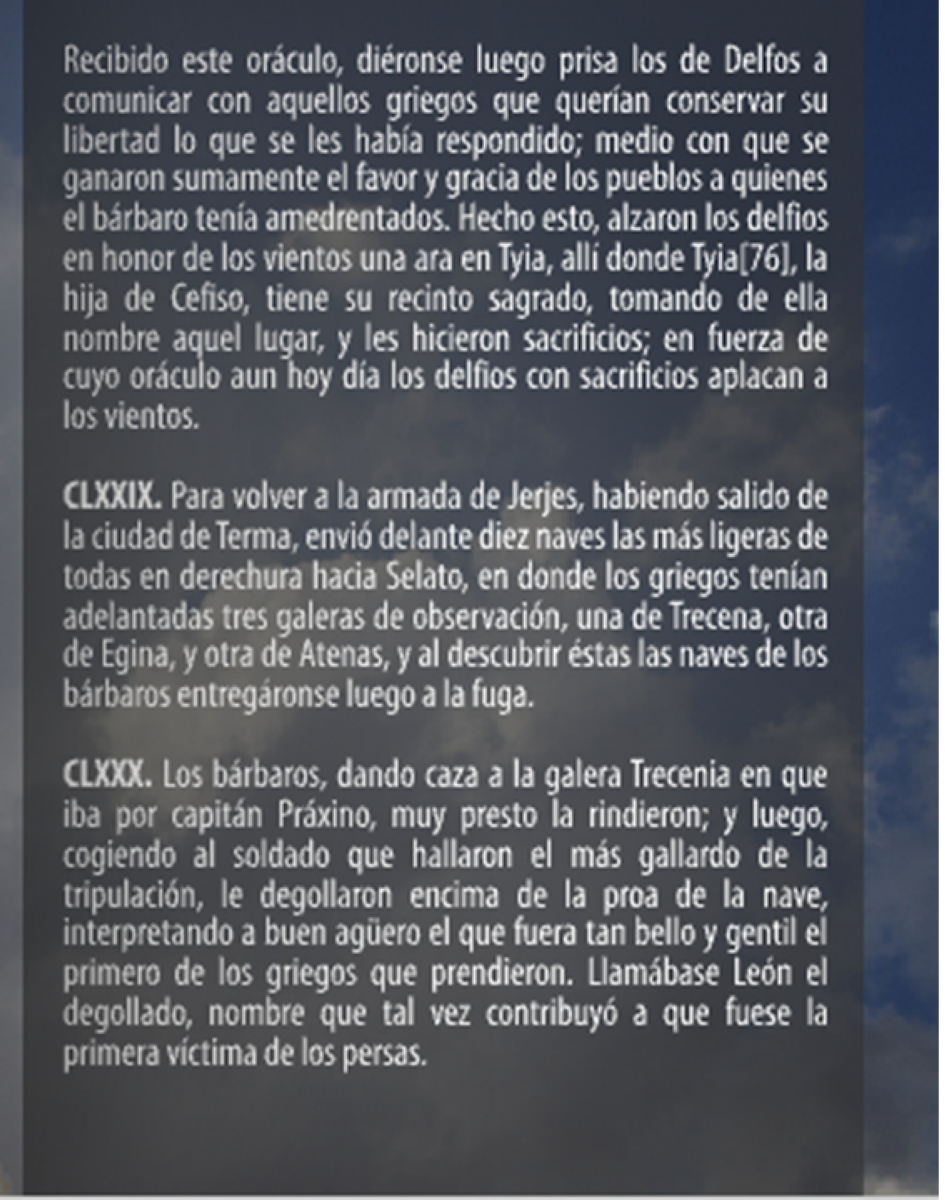 Recibido este oráculo, diéronse luego prisa los de Delfos a
comunicar con aquellos griegos que querían conservar su
libertad lo que se les había respondido; medio con que se
ganaron sumamente el favor y gracia de los pueblos a quienes
el bárbaro tenía amedrentados. Hecho esto, alzaron los delfios
en honor de los vientos una ara en Tyia, allí donde Tyia[76], la
hija de Cefiso, tiene su recinto sagrado, tomando de ella
nombre aquel lugar, y les hicieron sacrificios; en fuerza de
cuyo oráculo aun hoy día los delfios con sacrificios aplacan a
los vientos.
CLXXIX. Para volver a la armada de Jerjes, habiendo salido de
la ciudad de Terma, envió delante diez naves las más ligeras de
todas en derechura hacia Selato, en donde los griegos tenían
adelantadas tres galeras de observación, una de Trecena, otra
de Egina, y otra de Atenas, y al descubrir éstas las naves de los
bárbaros entregáronse luego a la fuga.
CLXXX. Los bárbaros, dando caza a la galera Trecenia en que
iba por capitán Práxino, muy presto la rindieron; y luego,
cogiendo al soldado que hallaron el más gallardo de la
tripulación, le degollaron encima de la proa de la nave,
interpretando a buen agüero el que fuera tan bello y gentil el
primero de los griegos que prendieron. Llamábase León el
degollado, nombre que tal vez contribuyó a que fuese la
primera víctima de los persas.